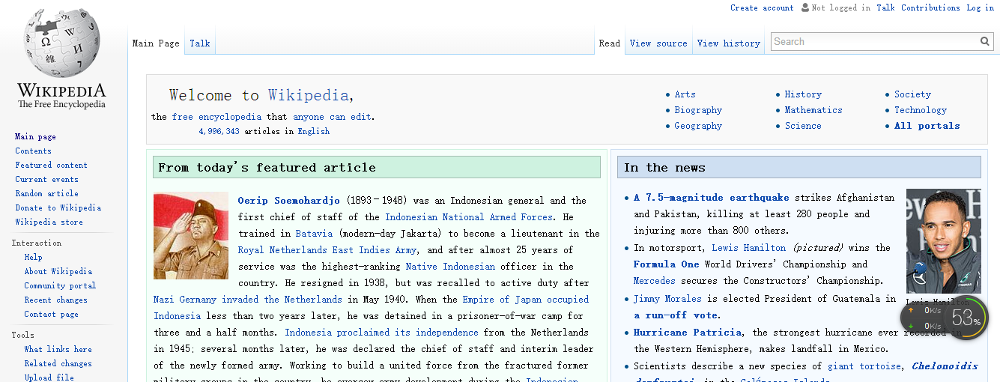 Create account Not logged in Talk Contributions Log in
Main Page Talk Read View source View history Search
WIKIPEDIA
The Free Encyclopedia
Main page
Contents
Featured content
Current events
Random article
Donate to Wikipedia
Wikipedia store
Interaction
Help
About Wikipedia
Community portal
Recent changes
Contact page
Tools
What links here
Related changes
Upload file
Welcome to Wikipedia,
the free encyclopedia that anyone can edit.
4,996,343 articles in English
Arts
Biography
Geography
History
Mathematics
Science
Society
Technology
All portals
From today's featured article
Oerip Soemohardjo (1893–1948) was an Indonesian general and the
first chief of staff of the Indonesian National Armed Forces. He
trained in Batavia (modern-day Jakarta) to become a lieutenant in the
Royal Netherlands East Indies Army, and after almost 25 years of
service was the highest-ranking Native Indonesian officer in the
country. He resigned in 1938, but was recalled to active duty after
Nazi Germany invaded the Netherlands in May 1940. When the Empire of Japan occupied
Indonesia less than two years later, he was detained in a prisoner-of-war camp for
three and a half months. Indonesia proclaimed its independence from the Netherlands
in 1945; several months later, he was declared the chief of staff and interim leader
of the newly formed army. Working to build a united force from the fractured former
military groups in the country, he oversaw army development during the Indonesian
In the news
A 7.5-magnitude earthquake strikes Afghanistan
and Pakistan, killing at least 280 people and
injuring more than 800 others.
In motorsport, Lewis Hamilton (pictured) wins the
Formula One World Drivers' Championship and
Mercedes secures the Constructors' Championship.
Jimmy Morales is elected President of Guatemala in
a run-off vote.
Hurricane Patricia, the strongest hurricane ever recorded in
the Western Hemisphere, makes landfall in Mexico.
Scientists describe a new species of giant tortoise, Chelonoidis
in the Galápagos Islands.
Lewis Hamilton
0K/s
0K/s
53%